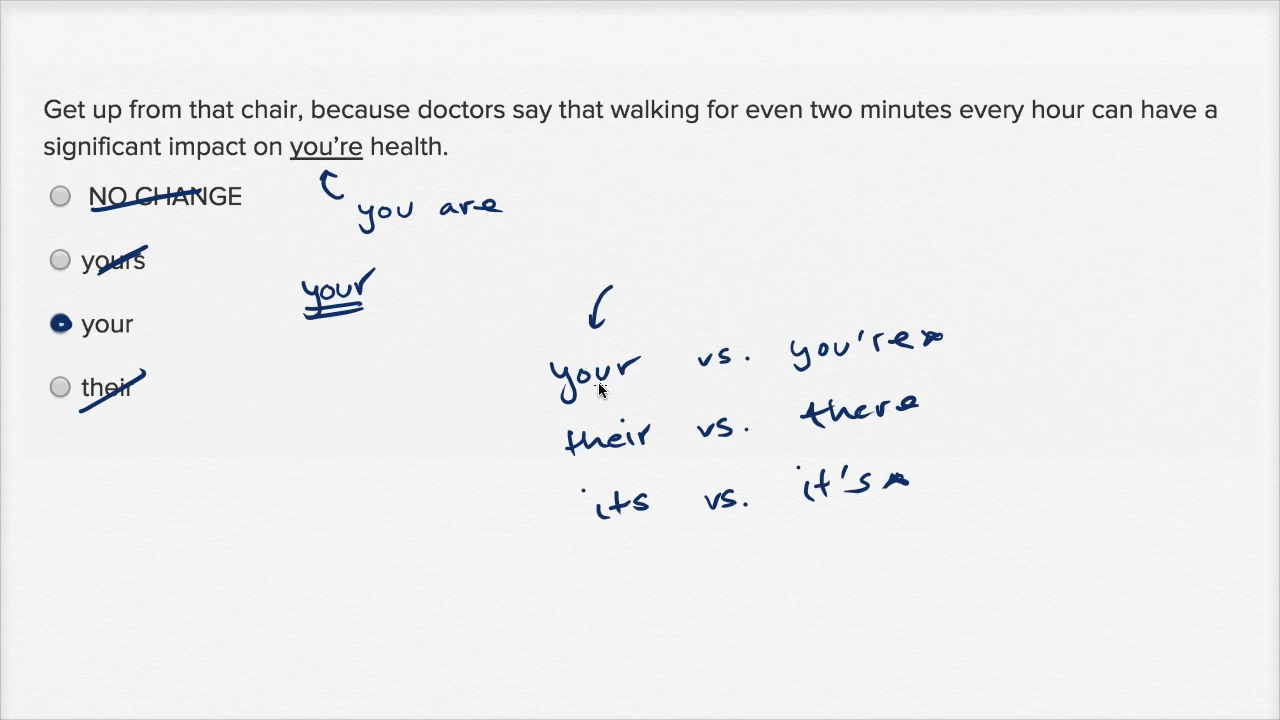 Get up from that chair, because doctors say that walking for even two minutes every hour can have a
significant impact on you're health.
NO CHANGE
you are
yours
your
your
their
your vs. you're
their vs. there
its vs. it's